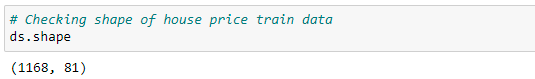 # Checking shape of house price train data
ds.shape
(1168, 81)